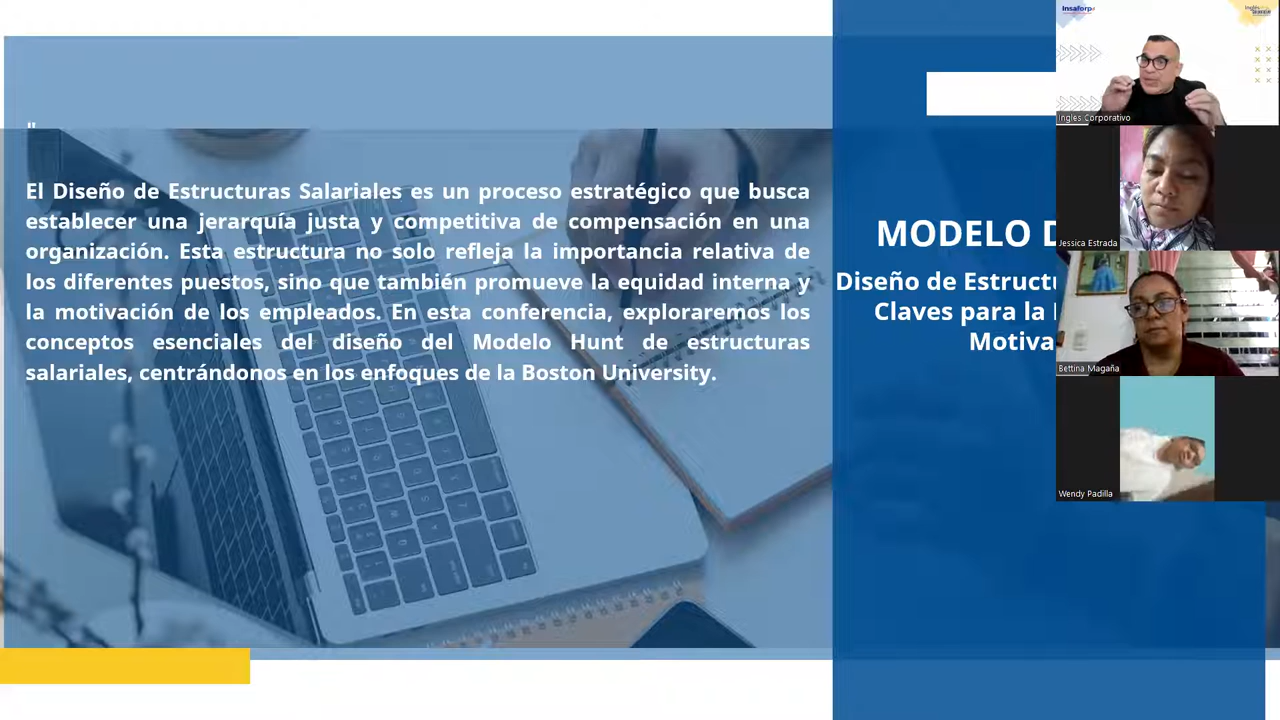 "
El Diseño de Estructuras Salariales es un proceso estratégico que busca
establecer una jerarquía justa y competitiva de compensación en una
organización. Esta estructura no solo refleja la importancia relativa de
los diferentes puestos, sino que también promueve la equidad interna y
la motivación de los empleados. En esta conferencia, exploraremos los
conceptos esenciales del diseño del Modelo Hunt de estructuras
salariales, centrándonos en los enfoques de la Boston University.
MODELO D
Diseño de Estructu
Claves para la
Motiva
Insaforp
Ingles Corporativo
Jessica Estrada
Bettina Magaña
Wendy Padilla